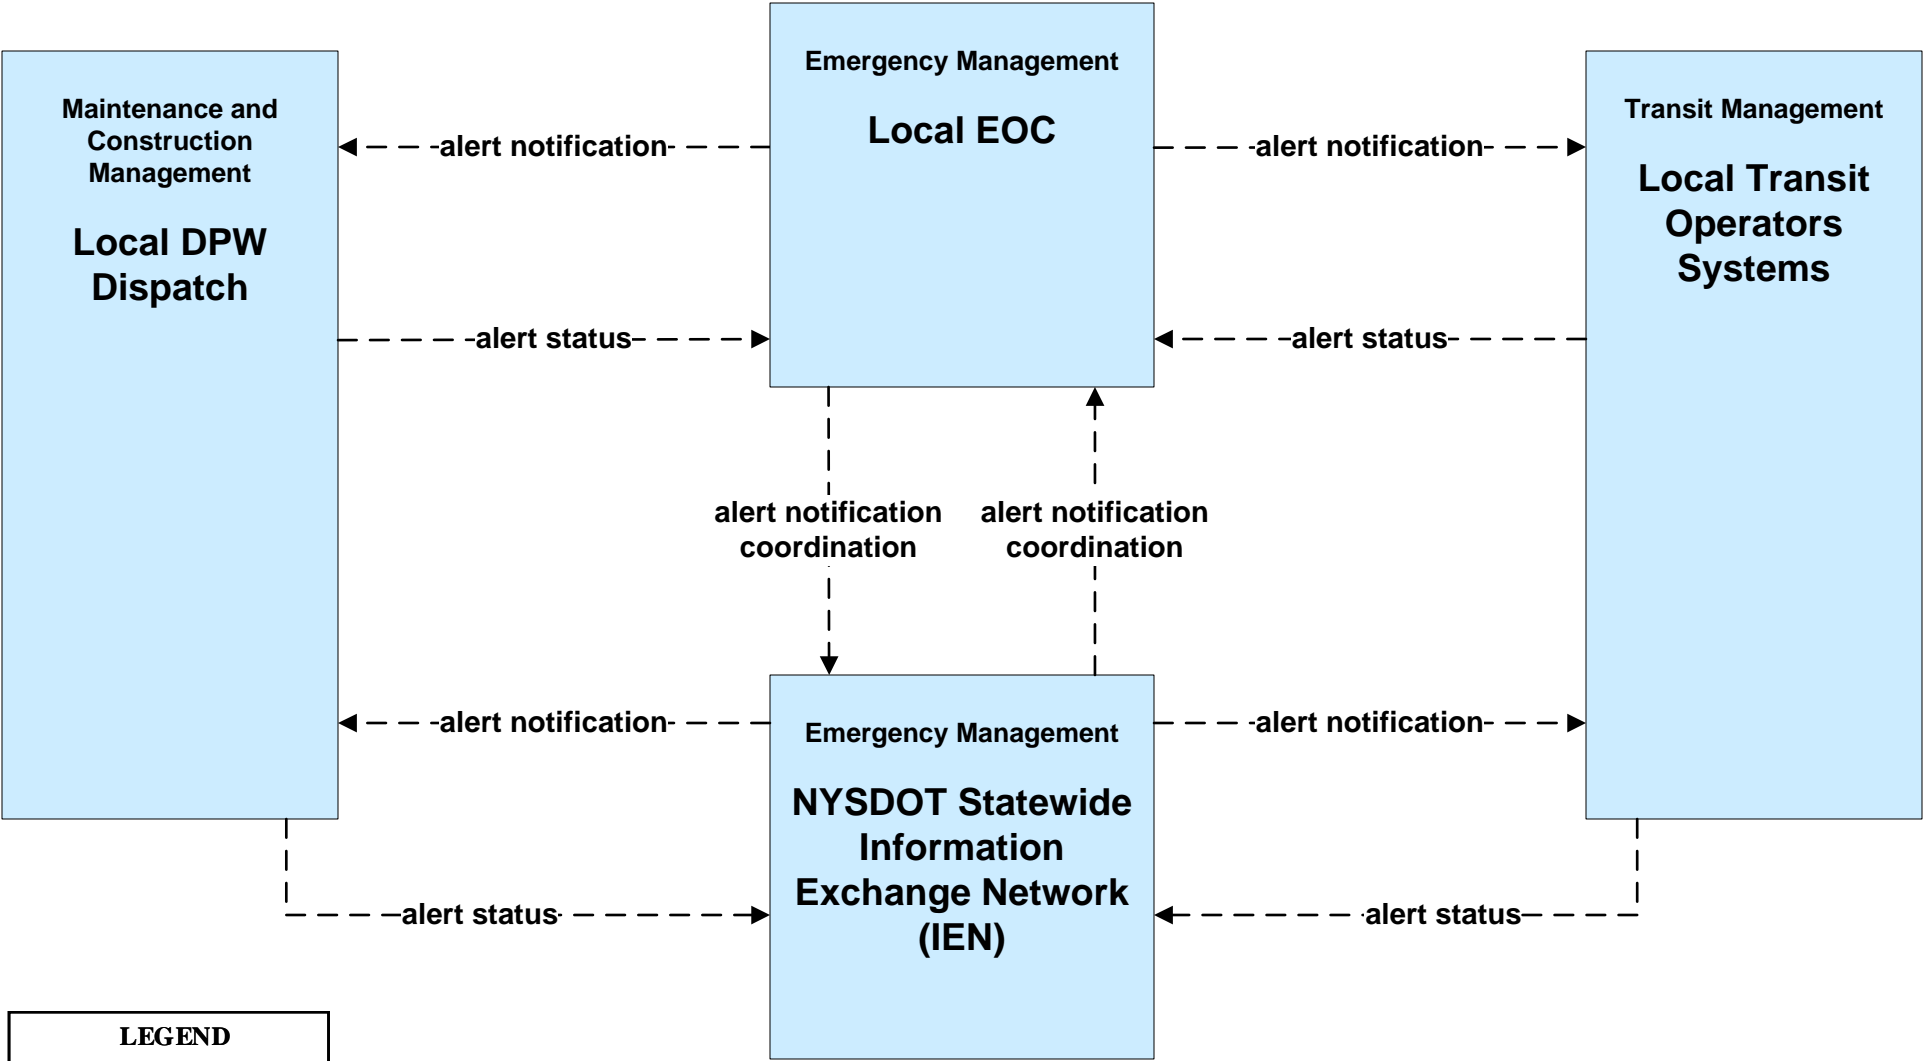 Maintenance and
Construction
Management
Local DPW
Dispatch
Emergency Management
Local EOC
Transit Management
Local Transit
Operators
Systems
alert notification
alert notification
alert status
alert status
alert notification
coordination
alert notification
coordination
alert notification
alert notification
Emergency Management
NYSDOT Statewide
Information
Exchange Network
(IEN)
alert status
alert status
LEGEND